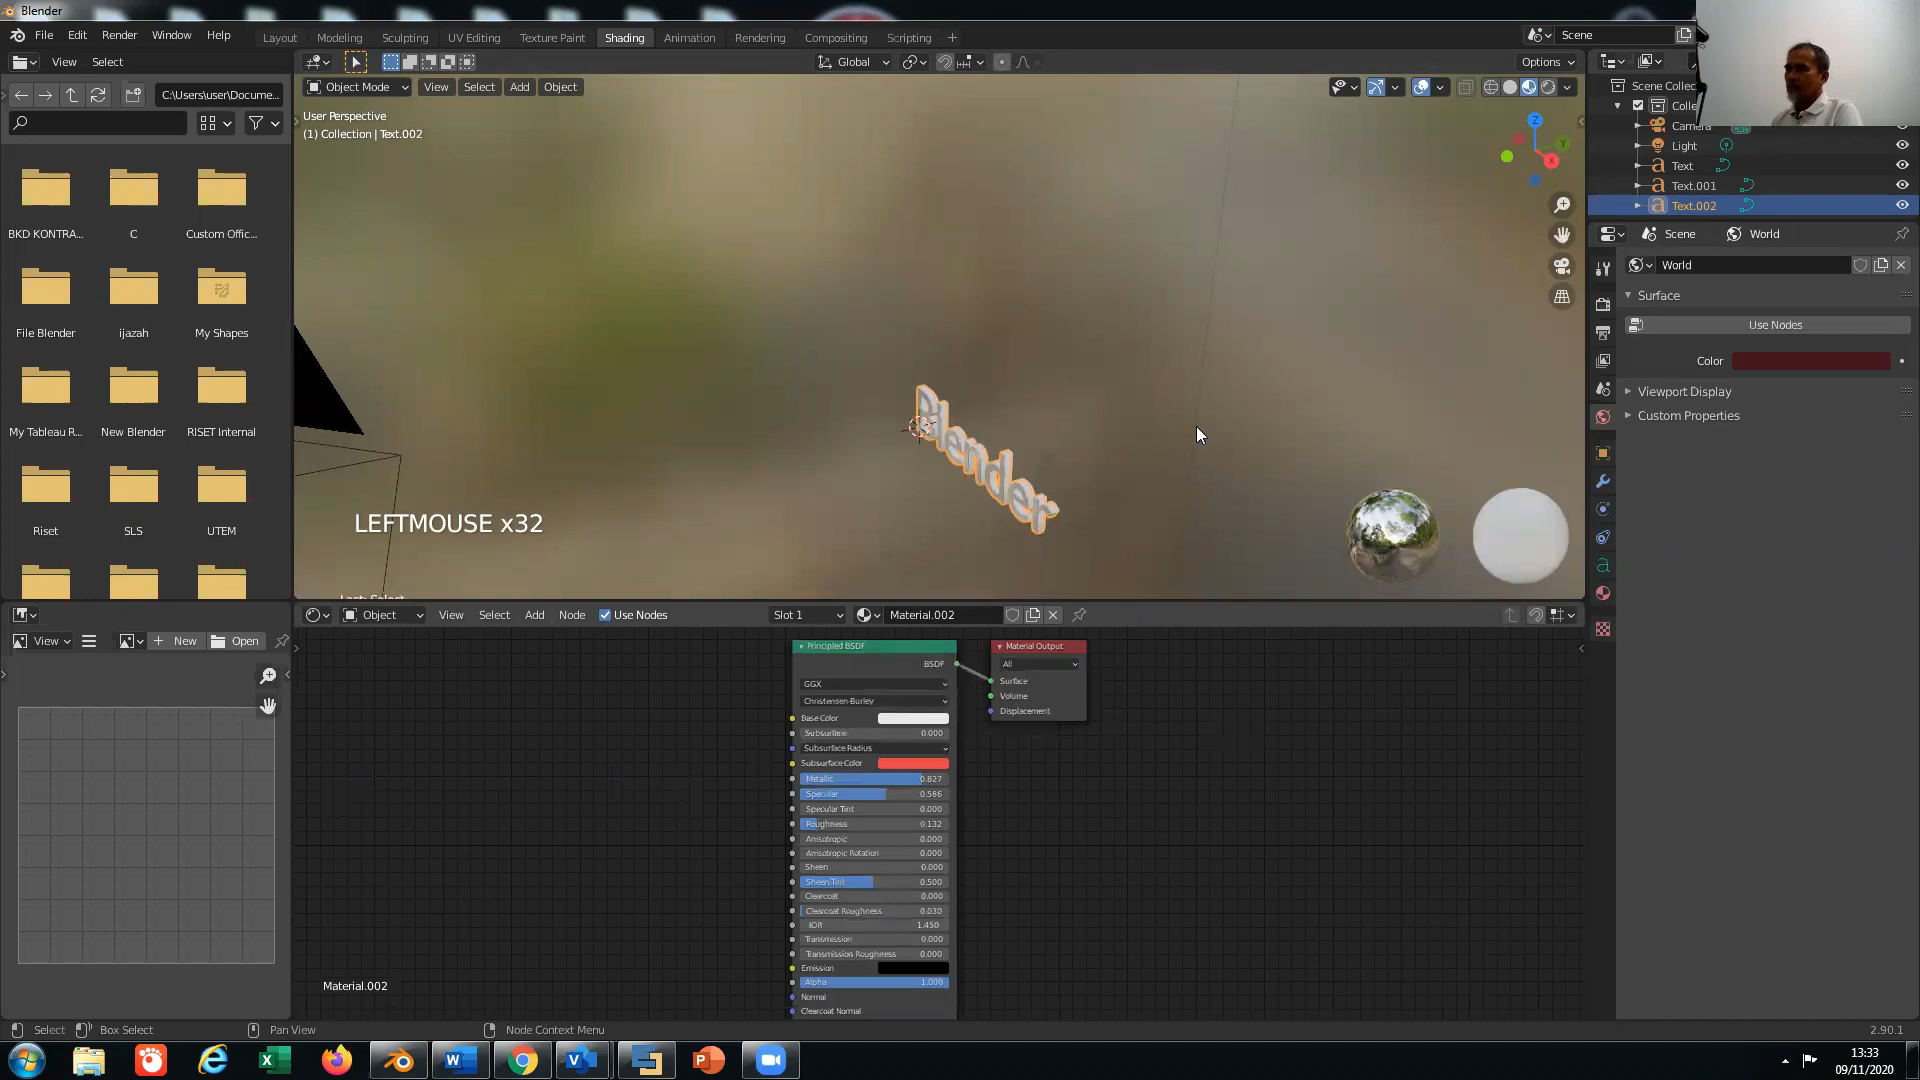 Blender
File Edit Render Window Help
Layout Modeling Sculpting UV Editing Texture Paint Shading Animation Rendering Compositing Scripting
Scene
View Select
Global
Options
C:\Users\user\Docume...
Object Mode View Select Add Object
User Perspective
(1) Collection | Text.002
Scene Collec
Colle
Camera
Light
Text
Text.001
Text.002
BKD KONTRA... C Custom Offic...
File Blender ijazah My Shapes
My Tableau R... New Blender RISET Internal
Riset SLS UTEM
Z
Y
X
Scene World
World
Surface
Use Nodes
Color
Viewport Display
Custom Properties
Blender
LEFTMOUSE x32
Last: Select
Object View Select Add Node Use Nodes Slot 1 Material.002
View New Open
Principled BSDF
BSDF
GGX
Christensen-Burley
Base Color
Subsurface 0.000
Subsurface Radius
Subsurface Color
Metallic 0.827
Specular 0.586
Specular Tint 0.000
Roughness 0.132
Anisotropic 0.000
Anisotropic Rotation 0.000
Sheen 0.000
Sheen Tint 0.500
Clearcoat 0.000
Clearcoat Roughness 0.030
IOR 1.450
Transmission 0.000
Transmission Roughness 0.000
Emission
Alpha 1.000
Normal
Clearcoat Normal
Material Output
All
Surface
Volume
Displacement
Material.002
Select Box Select Pan View Node Context Menu 2.90.1
13:33
09/11/2020